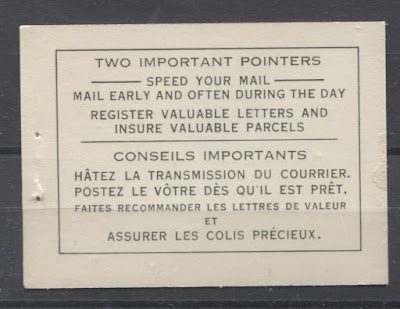 TWO IMPORTANT POINTERS
SPEED YOUR MAIL
MAIL EARLY AND OFTEN DURING THE DAY
REGISTER VALUABLE LETTERS AND
INSURE VALUABLE PARCELS
CONSEILS IMPORTANTS
HÂTEZ LA TRANSMISSION DU COURRIER.
POSTEZ LE VÔTRE DÈS QU'IL EST PRÊT.
FAITES RECOMMANDER LES LETTRES DE VALEUR
ET
ASSURER LES COLIS PRÉCIEUX.